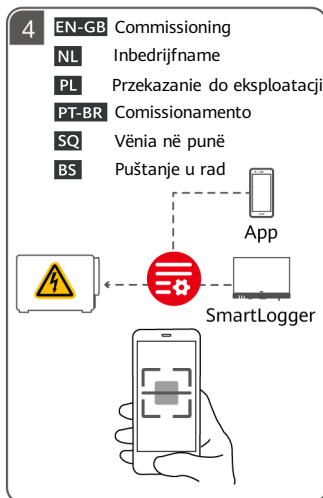 4 EN-GB Commissioning
NL Inbedrijfname
PL Przekazanie do eksploatacji
PT-BR Comissionamento
SQ Vënia në punë
BS Puštanje u rad
App
SmartLogger